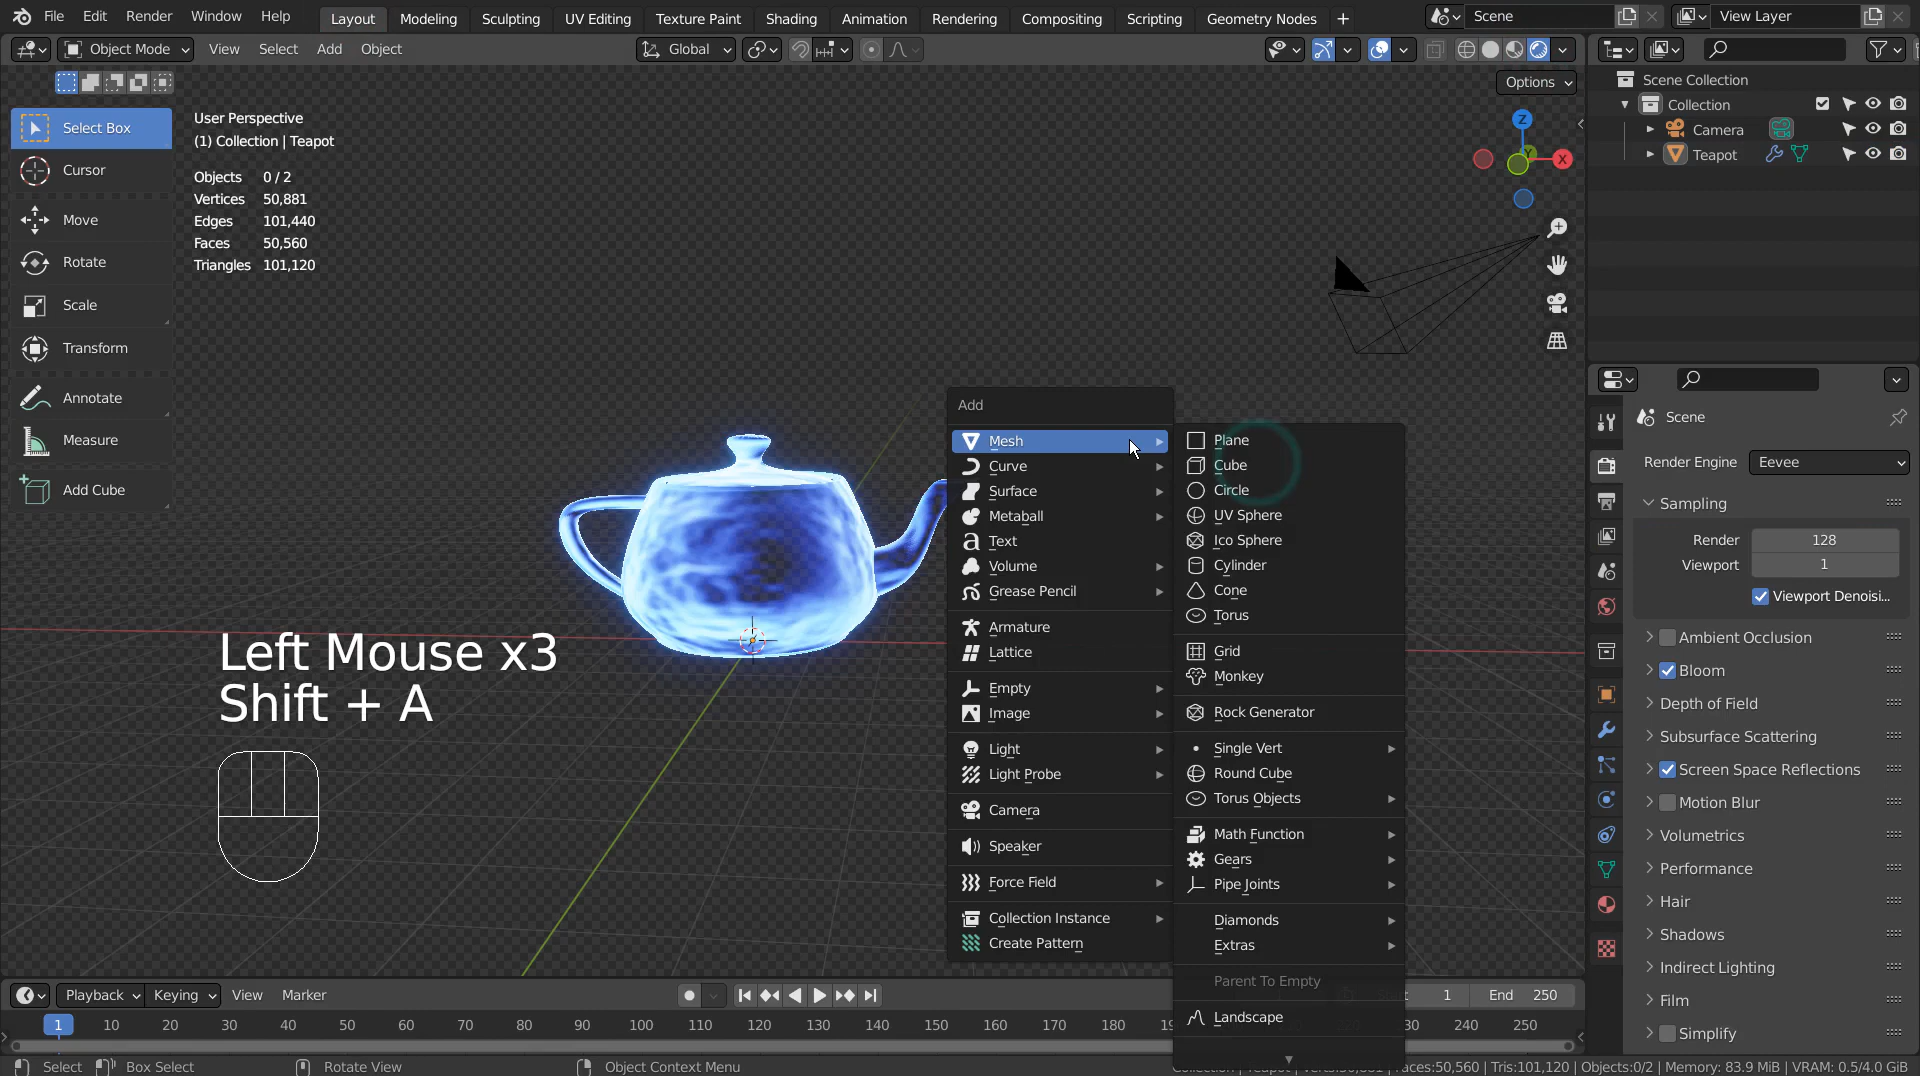 File Edit Render Window Help Layout Modeling Sculpting UV Editing Texture Paint Shading Animation Rendering Compositing Scripting Geometry Nodes + Scene View Layer
Object Mode View Select Add Object Global
Options
Select Box
Cursor
Move
Rotate
Scale
Transform
Annotate
Measure
Add Cube
User Perspective
(1) Collection | Teapot
Objects 0 / 2
Vertices 50,881
Edges 101,440
Faces 50,560
Triangles 101,120
Z
Y
X
Left Mouse x3
Shift + A
Add
Mesh
Curve
Surface
Metaball
Text
Volume
Grease Pencil
Armature
Lattice
Empty
Image
Light
Light Probe
Camera
Speaker
Force Field
Collection Instance
Create Pattern
Plane
Cube
Circle
UV Sphere
Ico Sphere
Cylinder
Cone
Torus
Grid
Monkey
Rock Generator
Single Vert
Round Cube
Torus Objects
Math Function
Gears
Pipe Joints
Diamonds
Extras
Parent To Empty
Landscape
Scene Collection
Collection
Camera
Teapot
Scene
Render Engine Eevee
Sampling
Render 128
Viewport 1
Viewport Denoisi...
Ambient Occlusion
Bloom
Depth of Field
Subsurface Scattering
Screen Space Reflections
Motion Blur
Volumetrics
Performance
Hair
Shadows
Indirect Lighting
Film
Simplify
Playback Keying View Marker 1 End 250
1 10 20 30 40 50 60 70 80 90 100 110 120 130 140 150 160 170 180 240 250
Select Box Select Rotate View Object Context Menu Faces:50,560 | Tris:101,120 | Objects:0/2 | Memory: 83.9 MiB | VRAM: 0.5/4.0 GiB